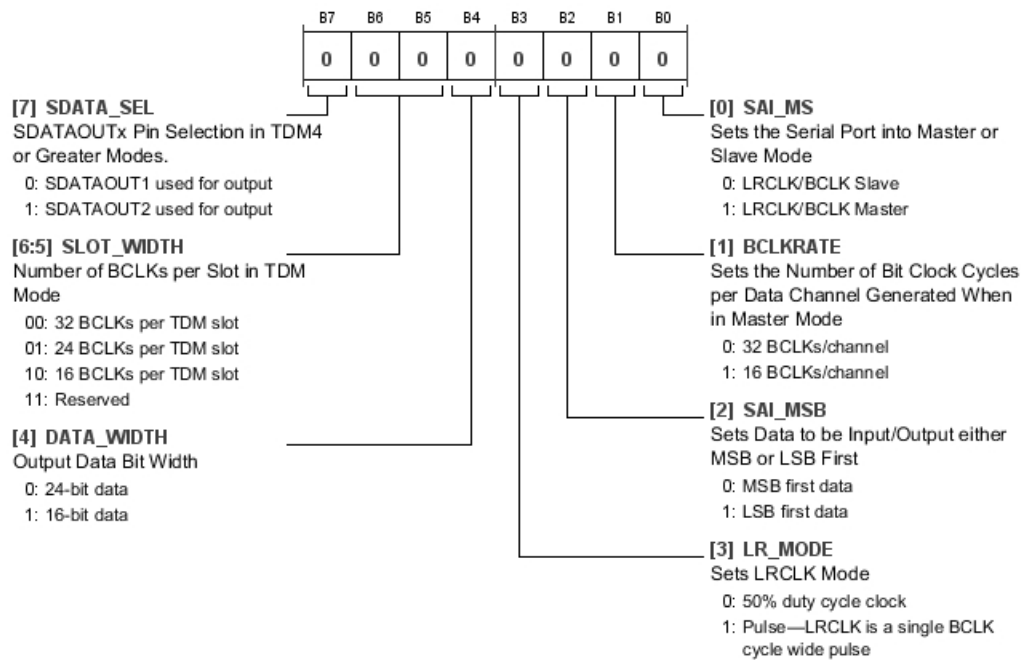 B7 B6 B5 B4 B3 B2 B1 B0
0 0 0 0 0 0 0 0
[7] SDATA_SEL
SDATAOUTx Pin Selection in TDM4
or Greater Modes.
0: SDATAOUT1 used for output
1: SDATAOUT2 used for output
[6:5] SLOT_WIDTH
Number of BCLKs per Slot in TDM
Mode
00: 32 BCLKs per TDM slot
01: 24 BCLKs per TDM slot
10: 16 BCLKs per TDM slot
11: Reserved
[4] DATA_WIDTH
Output Data Bit Width
0: 24-bit data
1: 16-bit data
[0] SAI_MS
Sets the Serial Port into Master or
Slave Mode
0: LRCLK/BCLK Slave
1: LRCLK/BCLK Master
[1] BCLKRATE
Sets the Number of Bit Clock Cycles
per Data Channel Generated When
in Master Mode
0: 32 BCLKs/channel
1: 16 BCLKs/channel
[2] SAI_MSB
Sets Data to be Input/Output either
MSB or LSB First
0: MSB first data
1: LSB first data
[3] LR_MODE
Sets LRCLK Mode
0: 50% duty cycle clock
1: Pulse—LRCLK is a single BCLK
cycle wide pulse